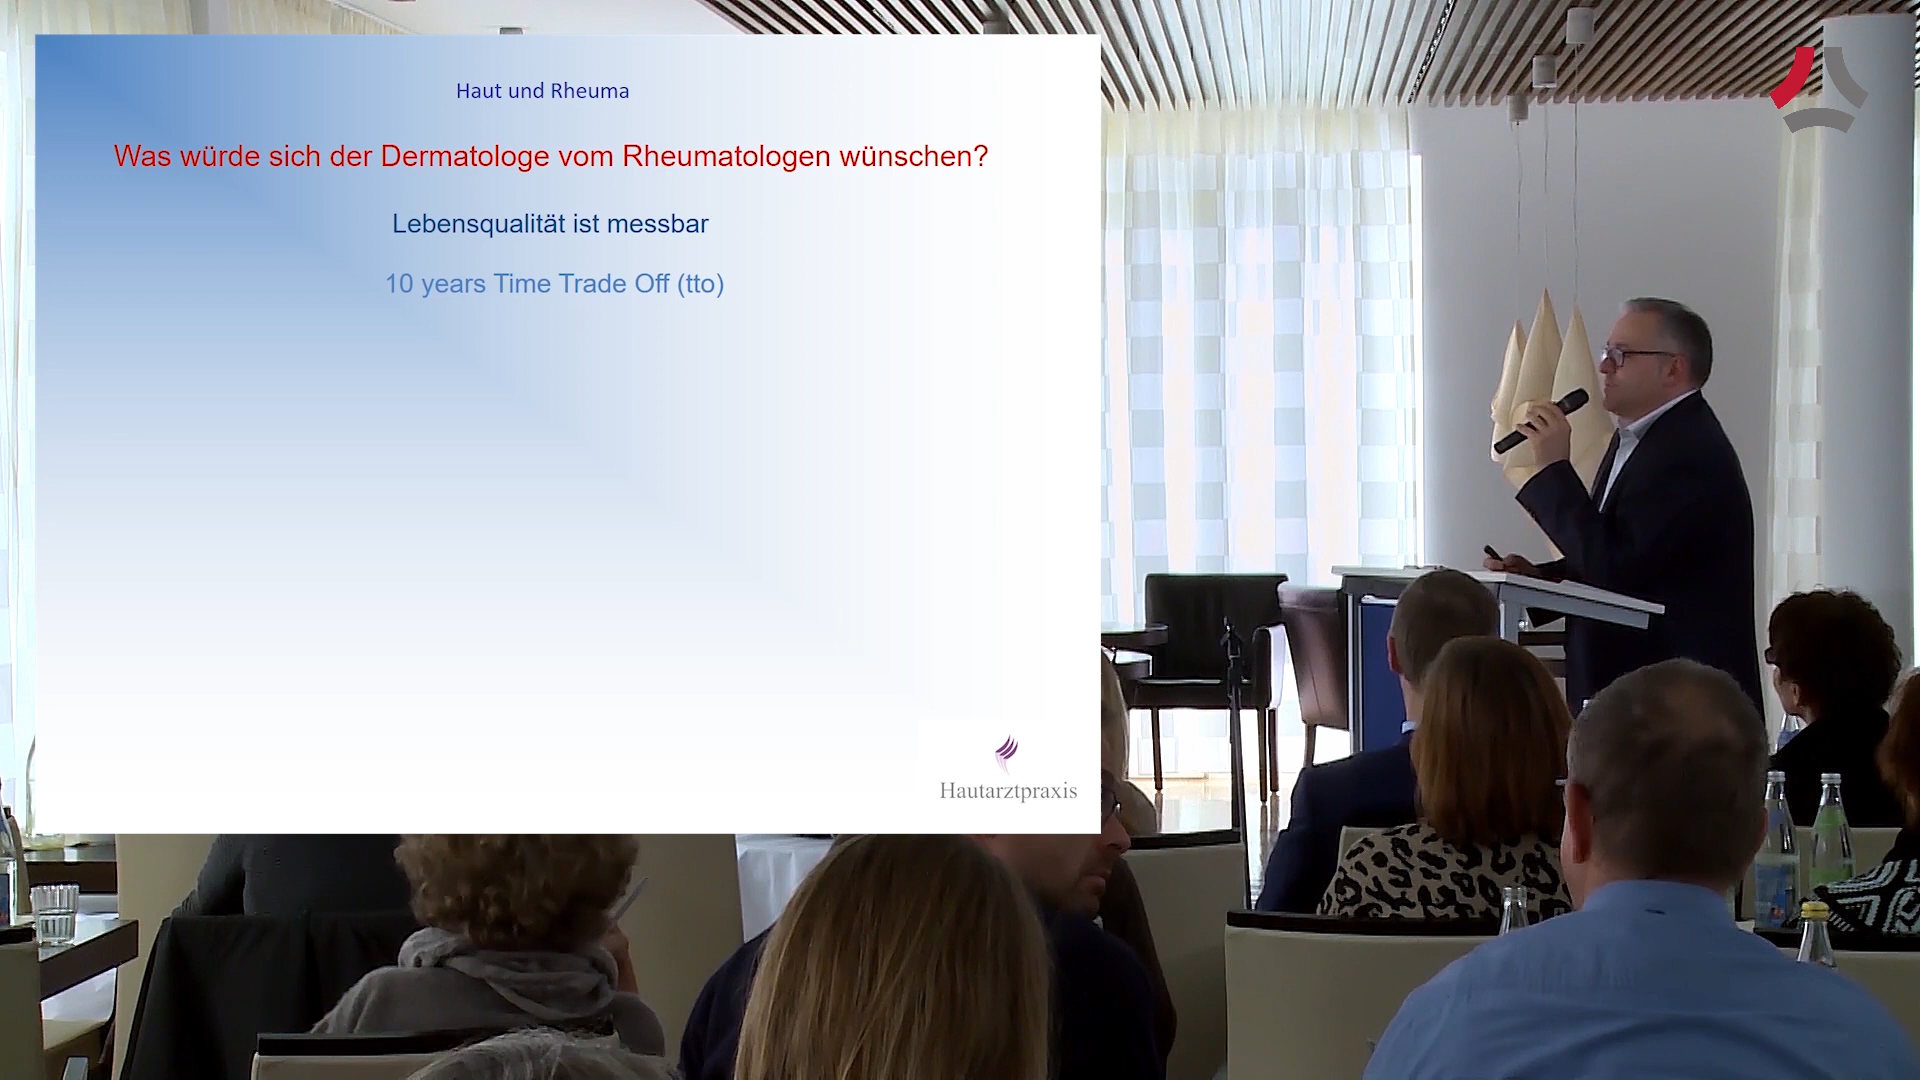 Haut und Rheuma
Was würde sich der Dermatologe vom Rheumatologen wünschen?
Lebensqualität ist messbar
10 years Time Trade Off (tto)
Hautarztpraxis